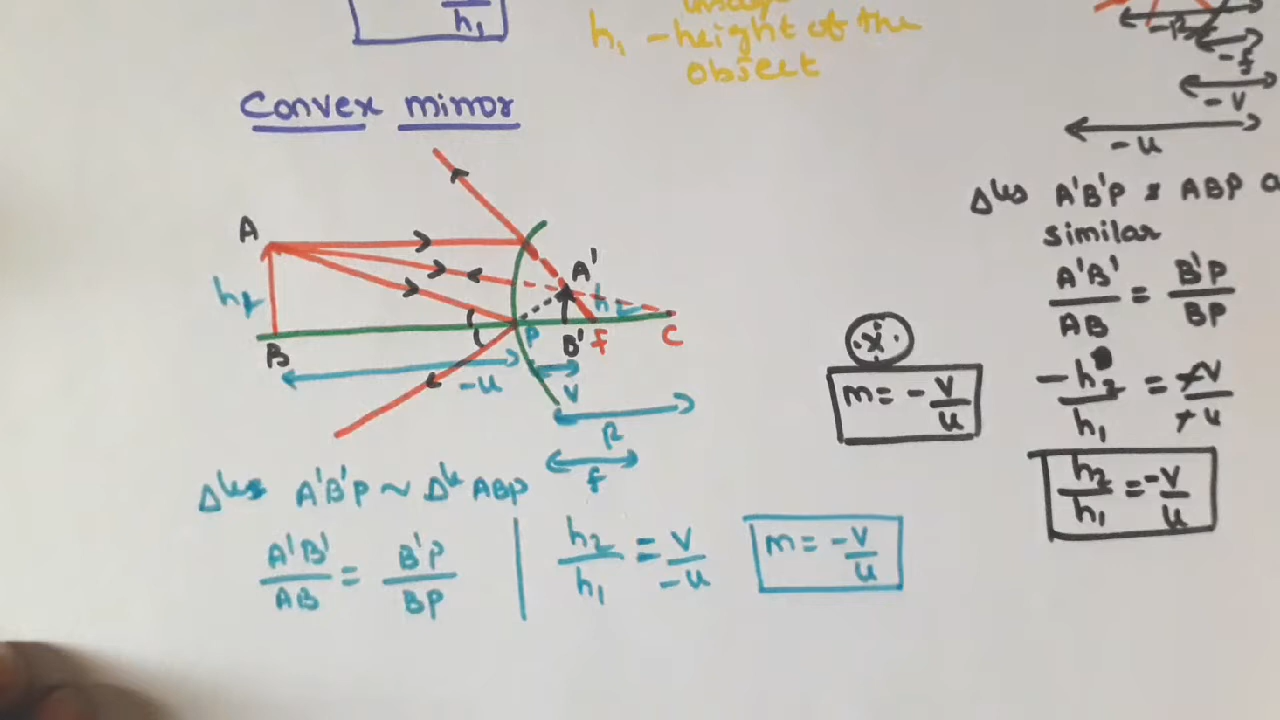 h₁
image
h₁ - height of the
object
Convex mirror
A
h₁
B
P
A'
h₂
B'
F
C
-u
v
R
f
Δles A'B'P ~ Δle ABP
A'B'/AB = B'P/BP
h₂/h₁ = v/-u
m = -v/u
-R
-f
-v
-u
Δles A'B'P & ABP a
similar
A'B'/AB = B'P/BP
-h₂/h₁ = -v/-u
h₂/h₁ = -v/u
∴ x ∴
m = -v/u